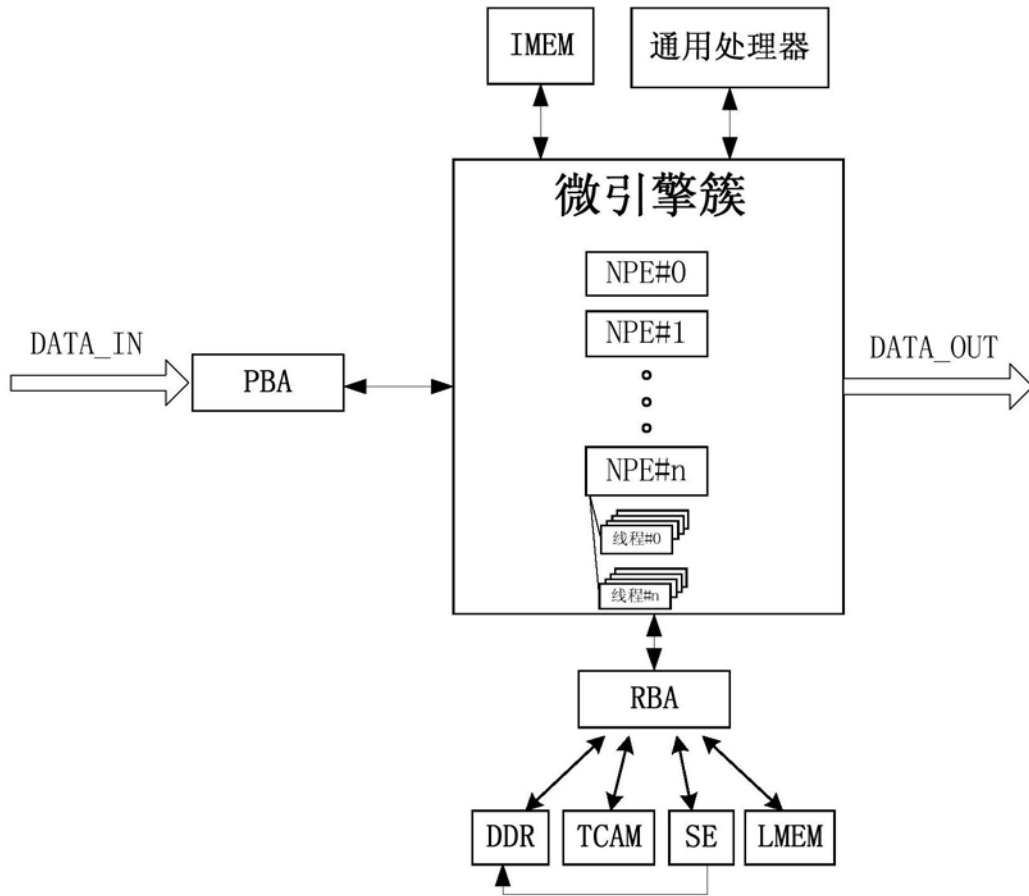 IMEM
通用处理器
微引擎簇
NPE#0
NPE#1
NPE#n
线程#0
线程#n
DATA_IN
PBA
DATA_OUT
RBA
DDR
TCAM
SE
LMEM